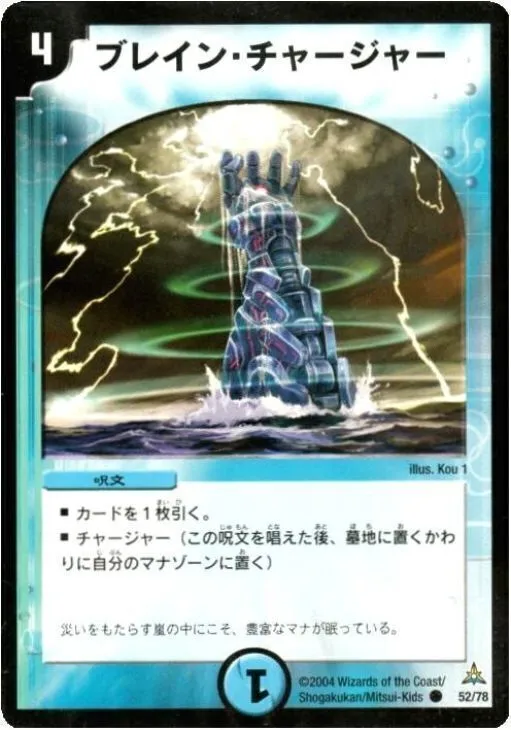 4
ブレイン・チャージャー
illus. Kou 1
呪文
■ カードを1枚引く。
■ チャージャー（この呪文を唱えた後、墓地に置くかわ
りに自分のマナゾーンに置く）
災いをもたらす嵐の中にこそ、豊富なマナが眠っている。
1
©2004 Wizards of the Coast/
Shogakukan/Mitsui-Kids ● 52/78